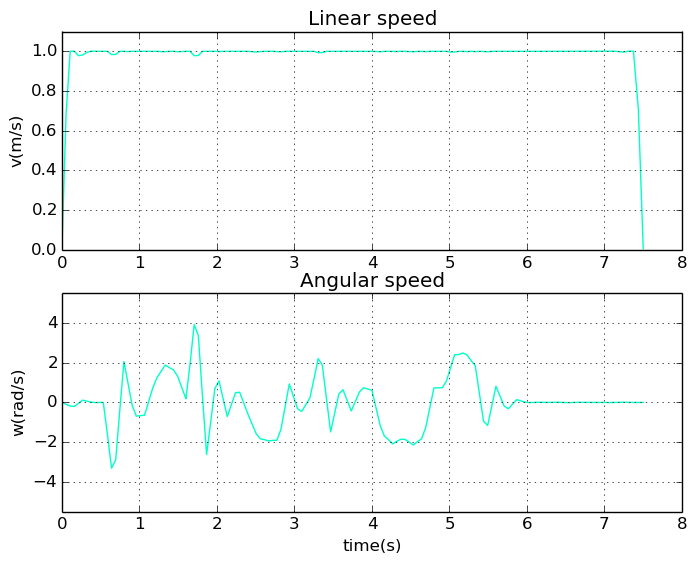 Linear speed
1.0
0.8
0.6
0.4
0.2
0.0
v(m/s)
0 1 2 3 4 5 6 7 8
Angular speed
4
2
0
−2
−4
w(rad/s)
0 1 2 3 4 5 6 7 8
time(s)